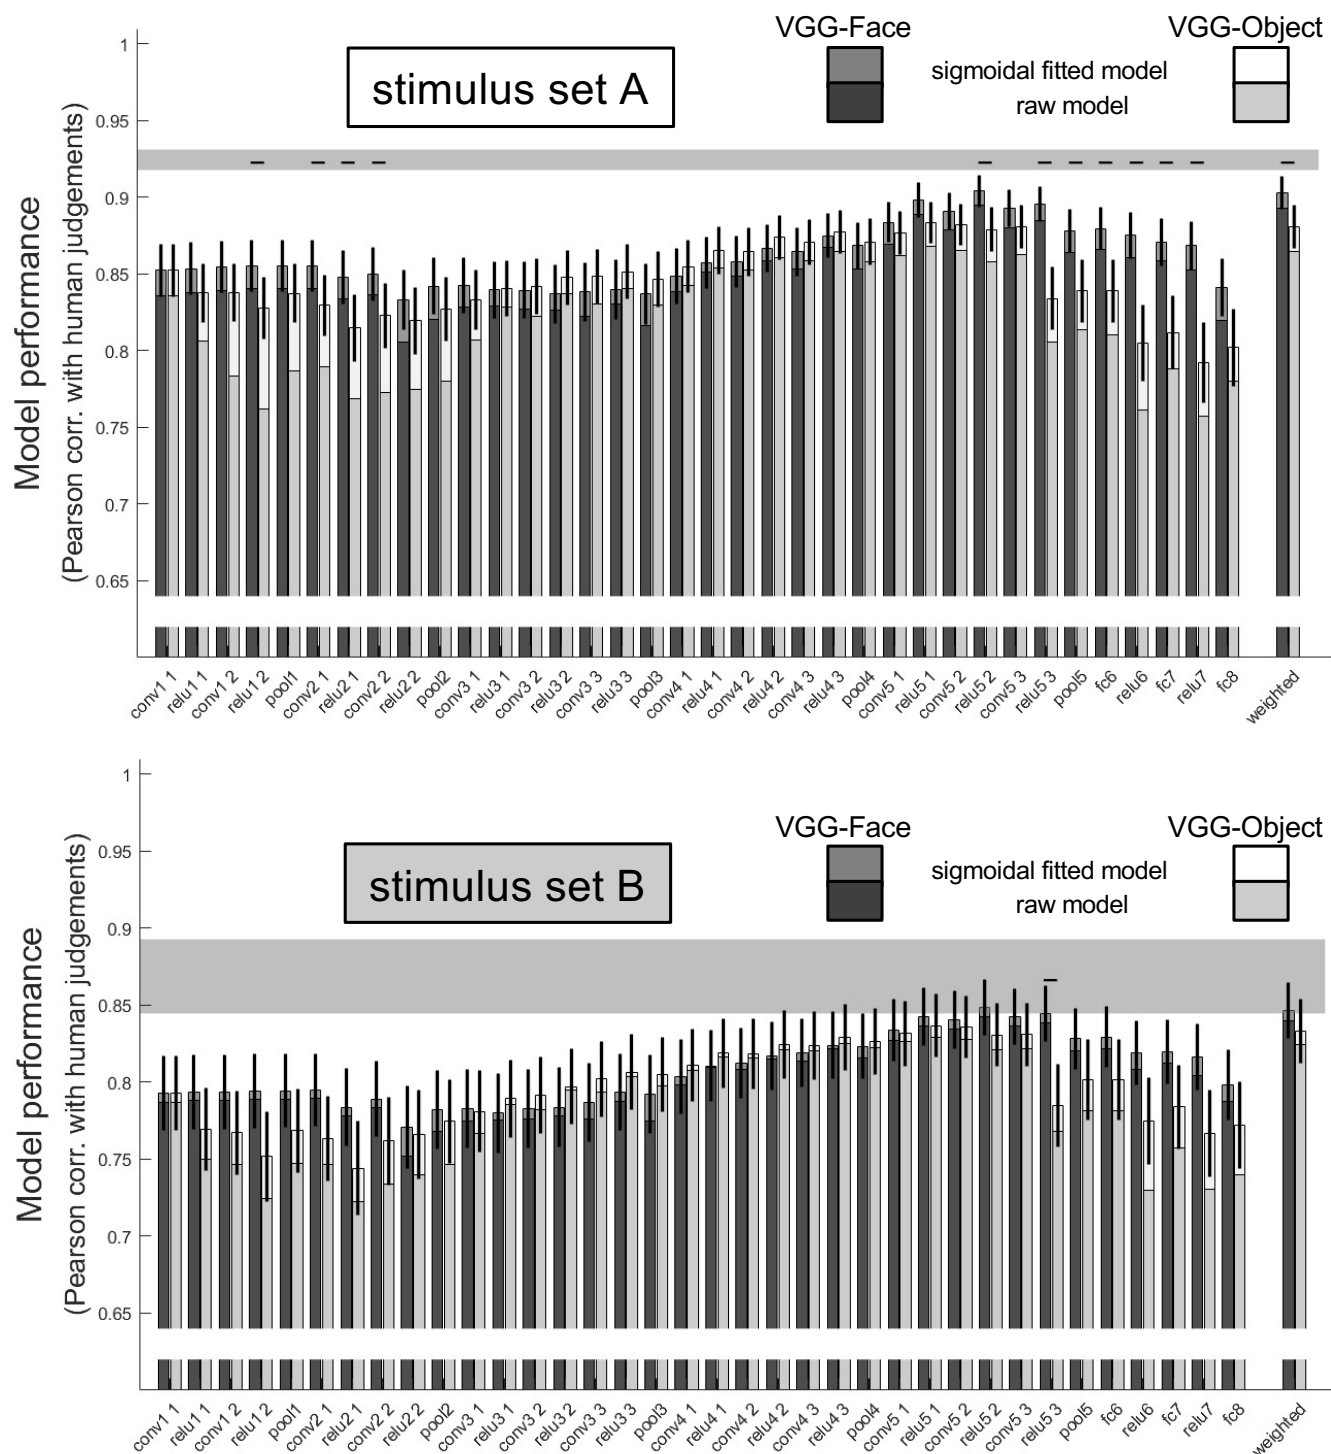 VGG-Face VGG-Object
sigmoidal fitted model
raw model
stimulus set A
Model performance
(Pearson corr. with human judgements)
1
0.95
0.9
0.85
0.8
0.75
0.7
0.65
conv1 1
relu1 1
conv1 2
relu1 2
pool1
conv2 1
relu2 1
conv2 2
relu2 2
pool2
conv3 1
relu3 1
conv3 2
relu3 2
conv3 3
relu3 3
pool3
conv4 1
relu4 1
conv4 2
relu4 2
conv4 3
relu4 3
pool4
conv5 1
relu5 1
conv5 2
relu5 2
conv5 3
relu5 3
pool5
fc6
relu6
fc7
relu7
fc8
weighted
VGG-Face VGG-Object
sigmoidal fitted model
raw model
stimulus set B
Model performance
(Pearson corr. with human judgements)
1
0.95
0.9
0.85
0.8
0.75
0.7
0.65
conv1 1
relu1 1
conv1 2
relu1 2
pool1
conv2 1
relu2 1
conv2 2
relu2 2
pool2
conv3 1
relu3 1
conv3 2
relu3 2
conv3 3
relu3 3
pool3
conv4 1
relu4 1
conv4 2
relu4 2
conv4 3
relu4 3
pool4
conv5 1
relu5 1
conv5 2
relu5 2
conv5 3
relu5 3
pool5
fc6
relu6
fc7
relu7
fc8
weighted